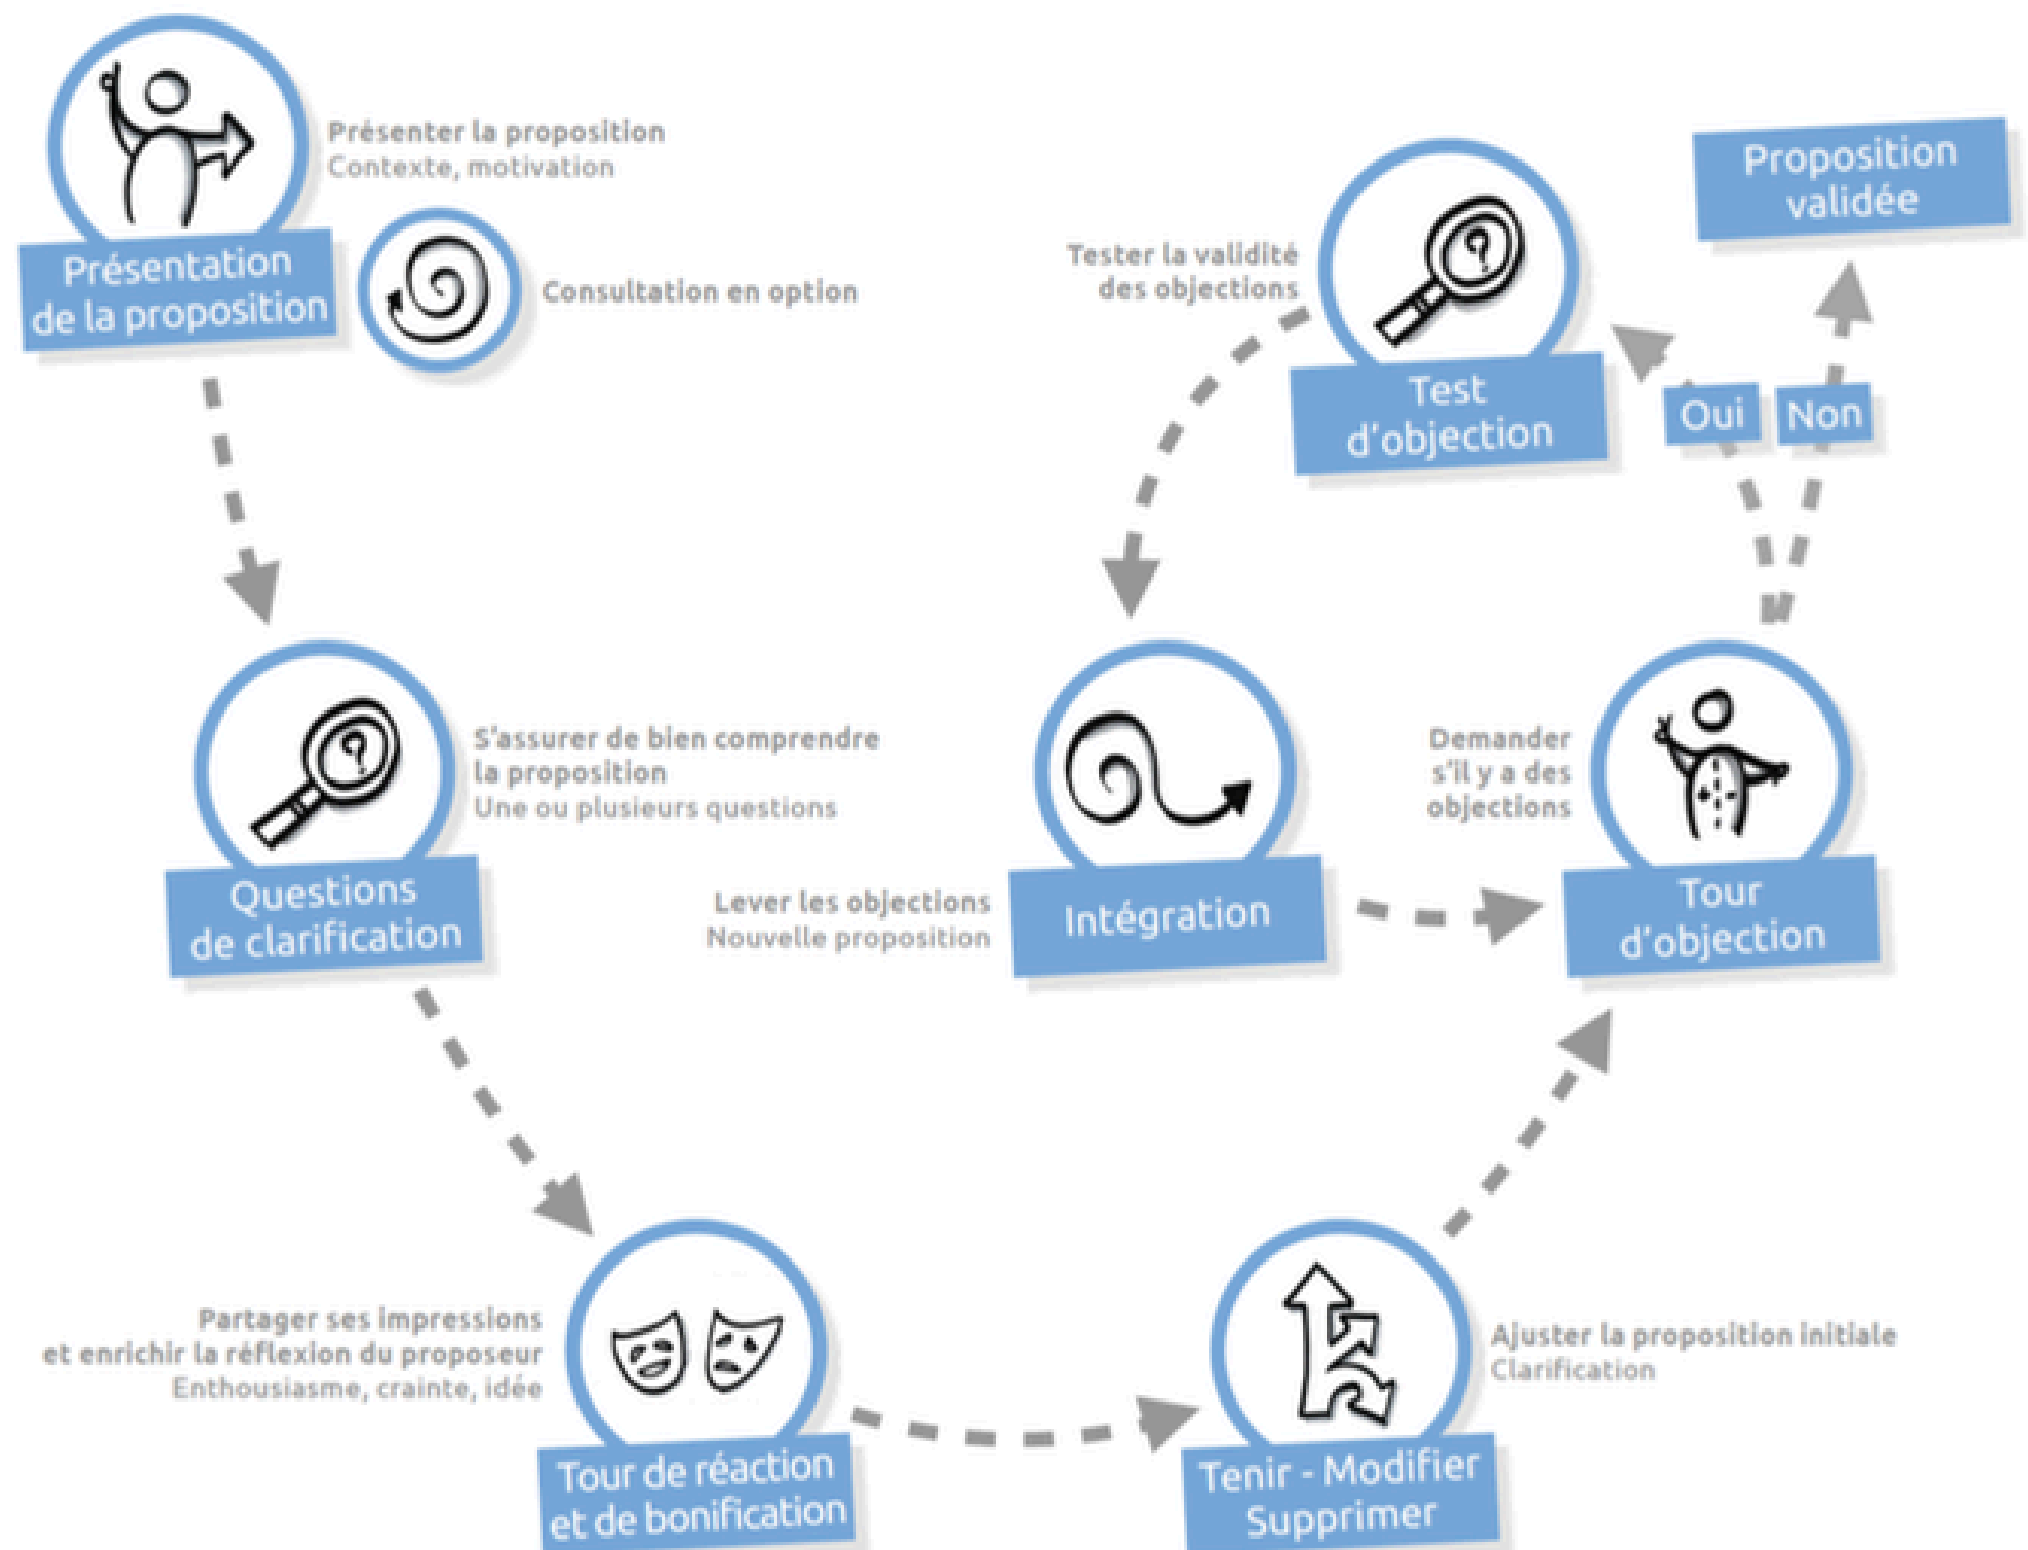 Présenter la proposition
Contexte, motivation
Présentation
de la proposition
Consultation en option
S'assurer de bien comprendre
la proposition
Une ou plusieurs questions
Questions
de clarification
Partager ses impressions
et enrichir la réflexion du proposeur
Enthousiasme, crainte, idée
Tour de réaction
et de bonification
Ajuster la proposition initiale
Clarification
Tenir - Modifier
Supprimer
Demander
s'il y a des
objections
Tour
d'objection
Oui
Non
Proposition
validée
Tester la validité
des objections
?
Test
d'objection
Lever les objections
Nouvelle proposition
Intégration